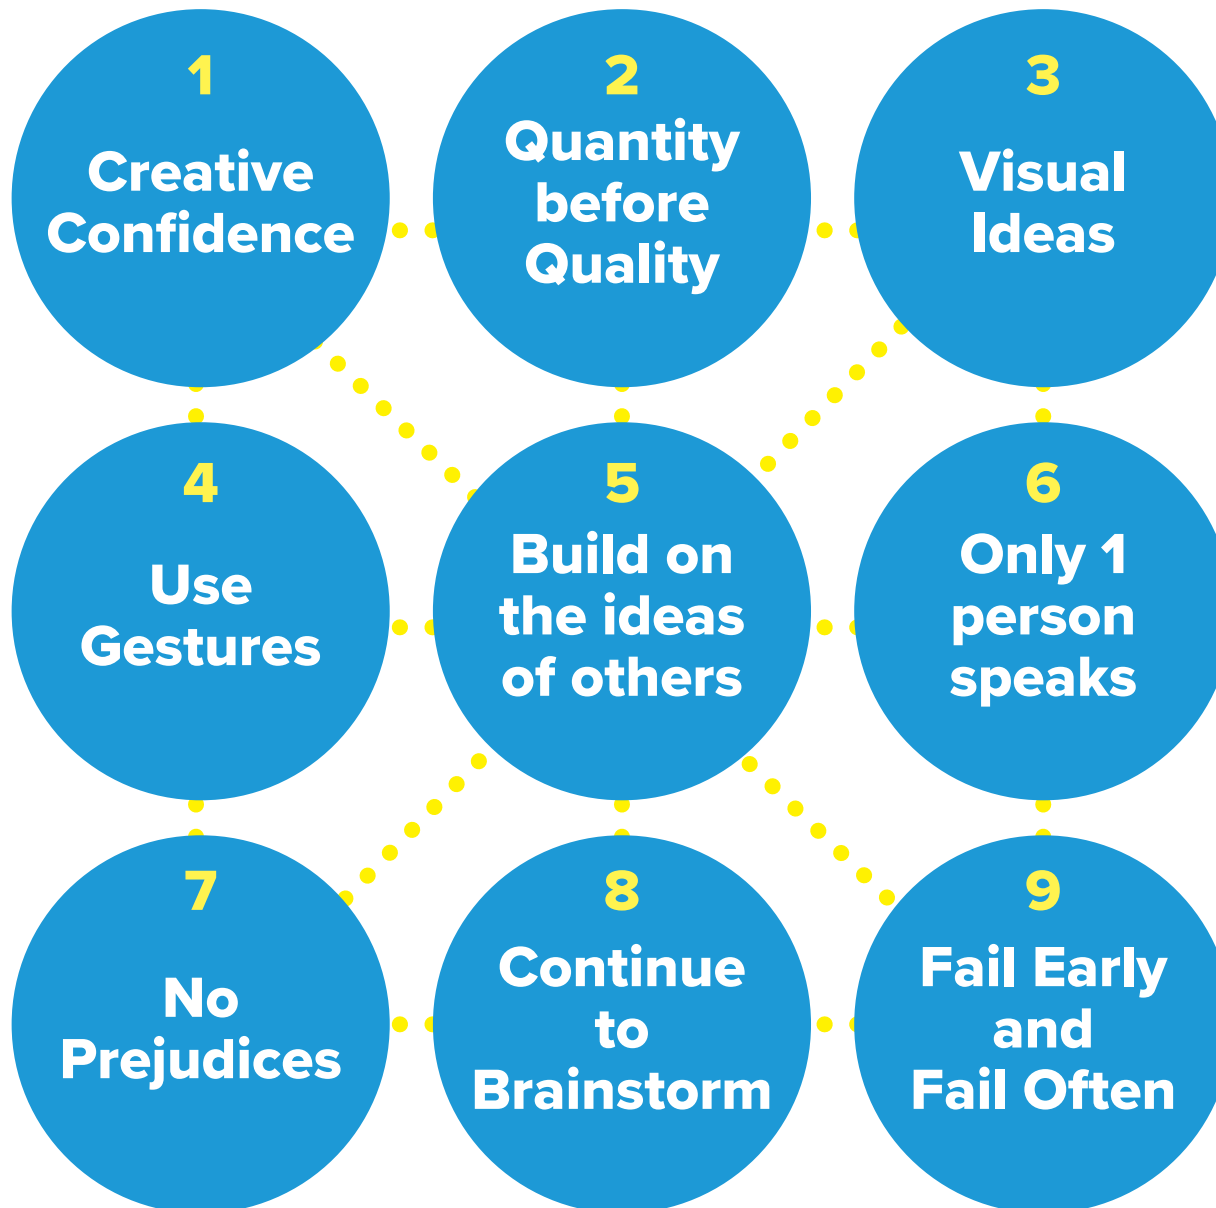 1
Creative
Confidence
2
Quantity
before
Quality
3
Visual
Ideas
4
Use
Gestures
5
Build on
the ideas
of others
6
Only 1
person
speaks
7
No
Prejudices
8
Continue
to
Brainstorm
9
Fail Early
and
Fail Often